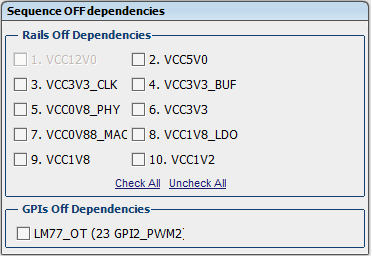 Sequence OFF dependencies
Rails Off Dependencies
1. VCC12V0 2. VCC5V0
3. VCC3V3_CLK 4. VCC3V3_BUF
5. VCC0V8_PHY 6. VCC3V3
7. VCC0V88_MAC 8. VCC1V8_LDO
9. VCC1V8 10. VCC1V2
Check All Uncheck All
GPIs Off Dependencies
LM77_OT (23 GPI2_PWM2)